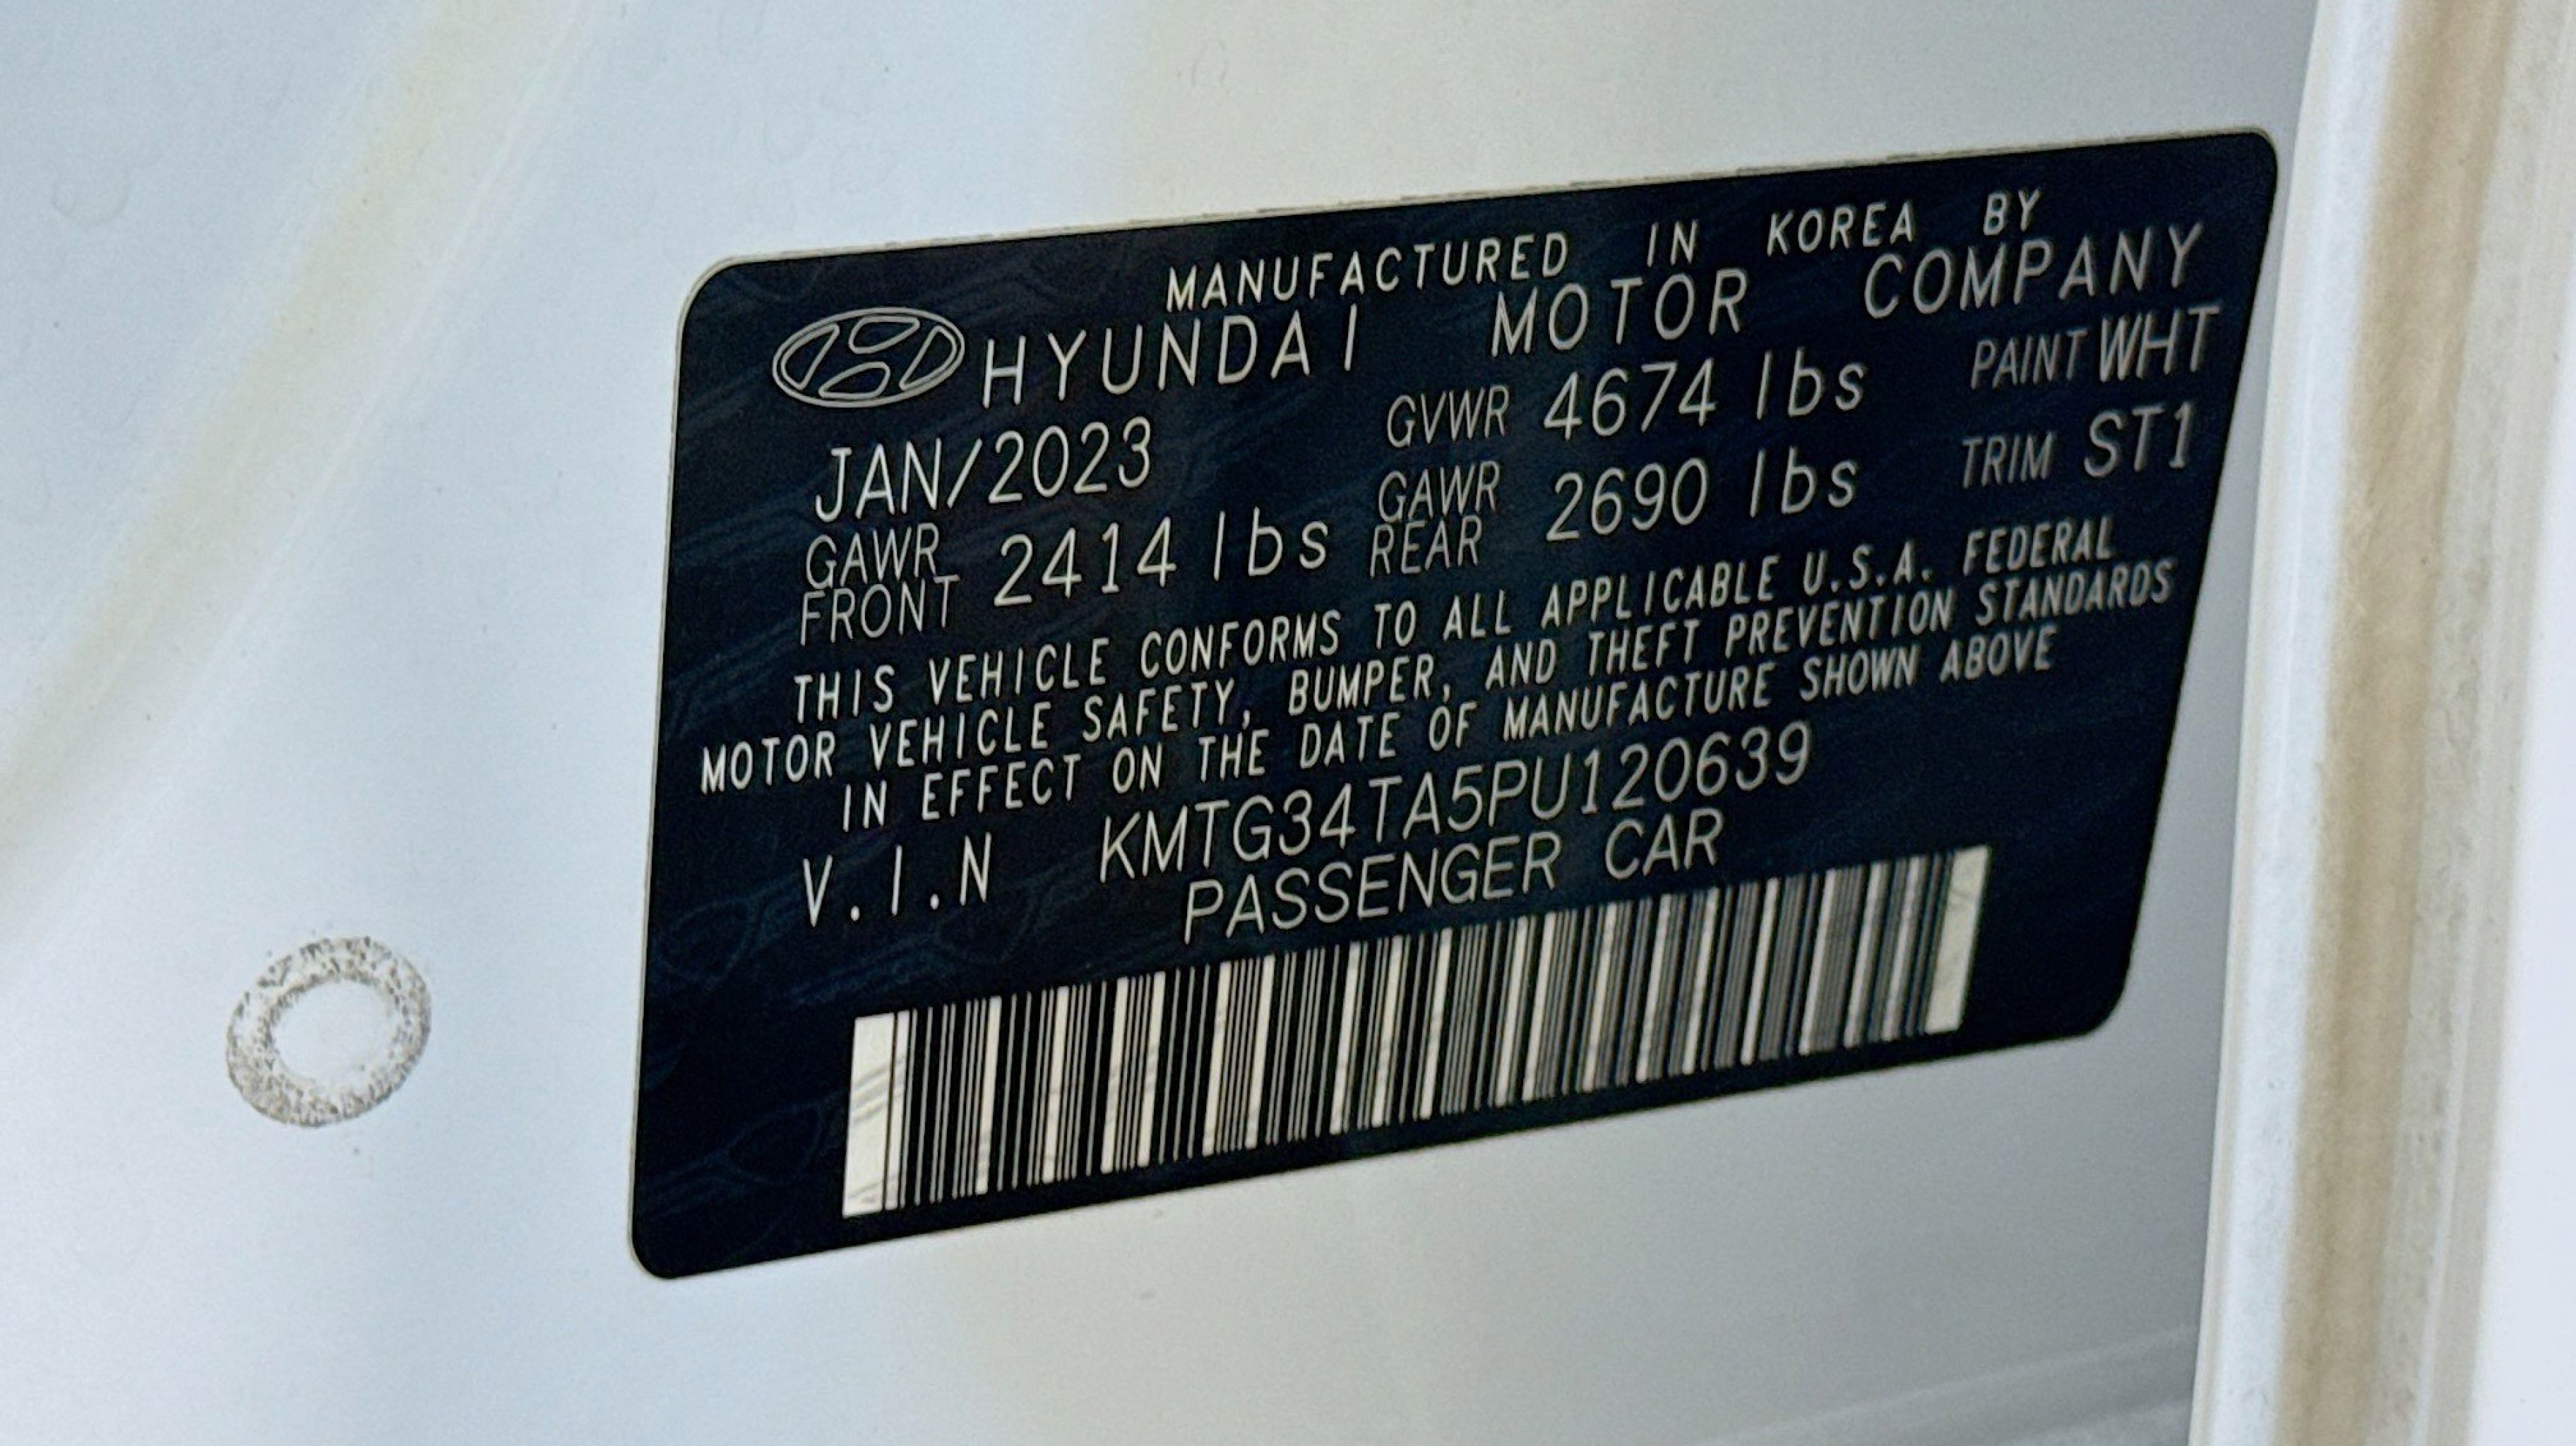 MANUFACTURED IN KOREA BY
HYUNDAI MOTOR COMPANY
JAN/2023 GVWR 4674 lbs PAINT WHT
GAWR FRONT 2414 lbs GAWR REAR 2690 lbs TRIM ST1
THIS VEHICLE CONFORMS TO ALL APPLICABLE U.S.A. FEDERAL
MOTOR VEHICLE SAFETY, BUMPER, AND THEFT PREVENTION STANDARDS
IN EFFECT ON THE DATE OF MANUFACTURE SHOWN ABOVE
V.I.N KMTG34TA5PU120639
PASSENGER CAR